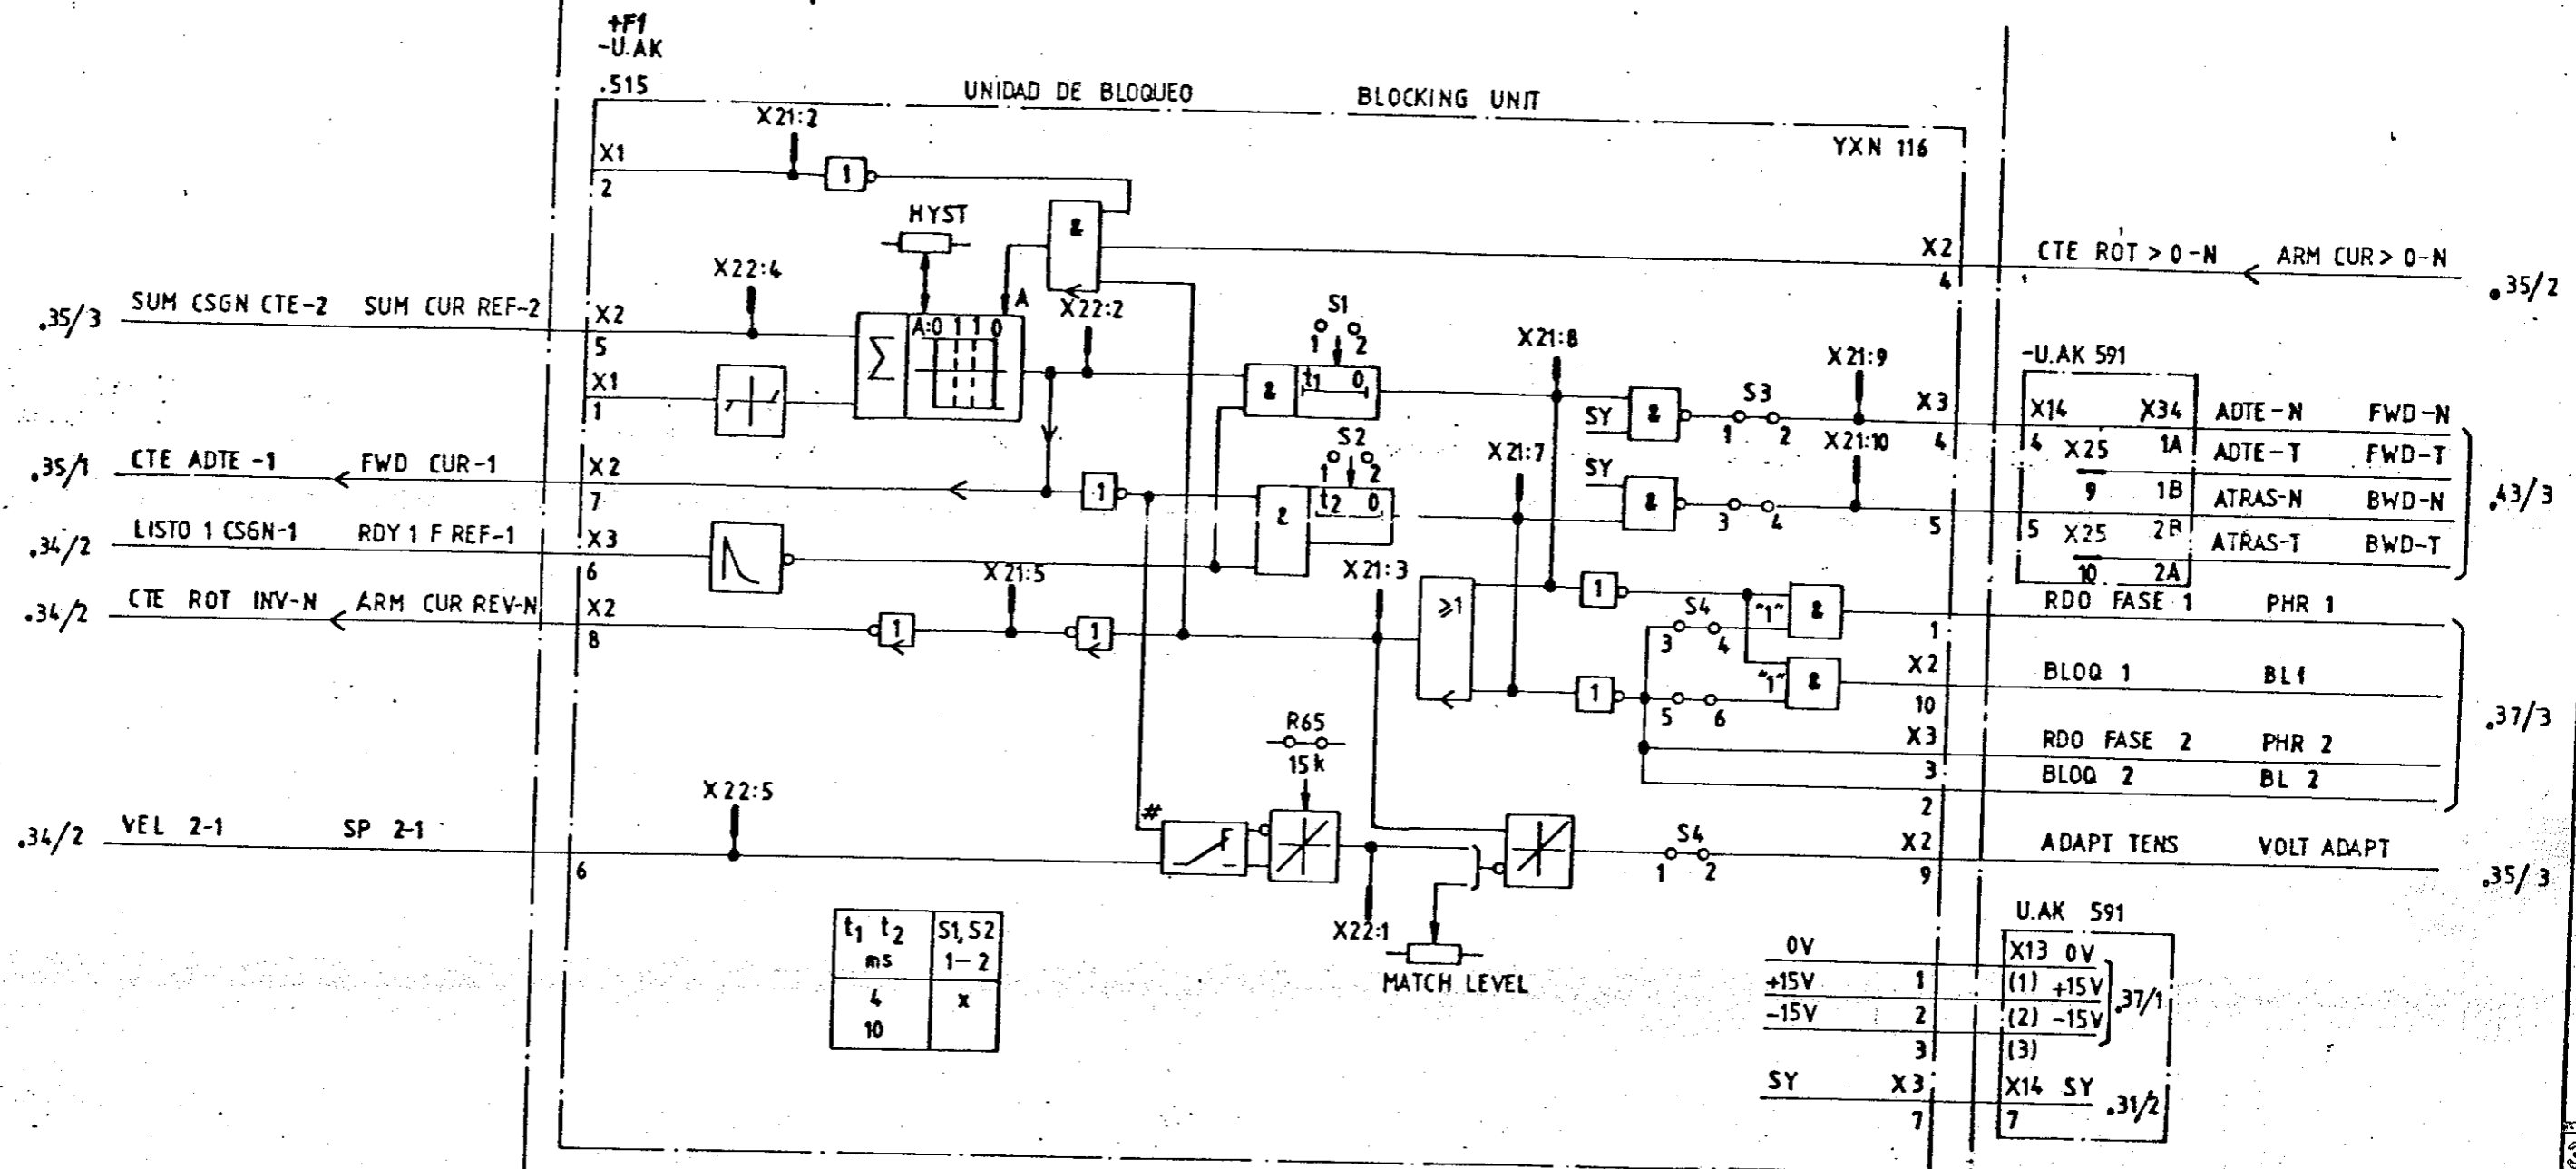 +F1
-U.AK
.515
UNIDAD DE BLOQUEO BLOCKING UNIT
YXN 116
X21:2
X1
2
1
HYST
&
X2
4
CTE ROT > 0-N ARM CUR > 0-N
.35/2
X22:4
.35/3 SUM CSGN CTE-2 SUM CUR REF-2
X2
5
Σ
A:0 1 1 0
A
X22:2
S1
1 2
& t1 0
X21:8
X21:9
SY
&
S3
1 2
X3
4
-U.AK 591
X14 X34
4 1A
ADTE-N FWD-N
X25
9 1B
ADTE-T FWD-T
5 2B
ATRAS-N BWD-N
X25
10 2A
ATRAS-T BWD-T
.43/3
X1
1
.35/1 CTE ADTE-1 FWD CUR-1
X2
7
1
S2
1 2
& t2 0
X21:7
SY
&
3 4
X21:10
5
.34/2 LISTO 1 CSGN-1 RDY 1 F REF-1
X3
6
X21:5
X21:3
.34/2 CTE ROT INV-N ARM CUR REV-N
X2
8
1
1
≥1
1
S4
3 4
"1"
&
1
RDO FASE 1 PHR 1
1
5 6
"1"
&
X2
10
BLOQ 1 BL1
X3
3
RDO FASE 2 PHR 2
2
BLOQ 2 BL 2
.37/3
R65
15 k
X22:5
.34/2 VEL 2-1 SP 2-1
6
#
X22:1
MATCH LEVEL
S4
1 2
X2
9
ADAPT TENS VOLT ADAPT
.35/3
t1 t2 S1,S2
ms 1-2
4 x
10
U.AK 591
0V
X13 0V
+15V 1 (1) +15V
-15V 2 (2) -15V
3 (3)
.37/1
SY X3 X14 SY
7 7
.31/2